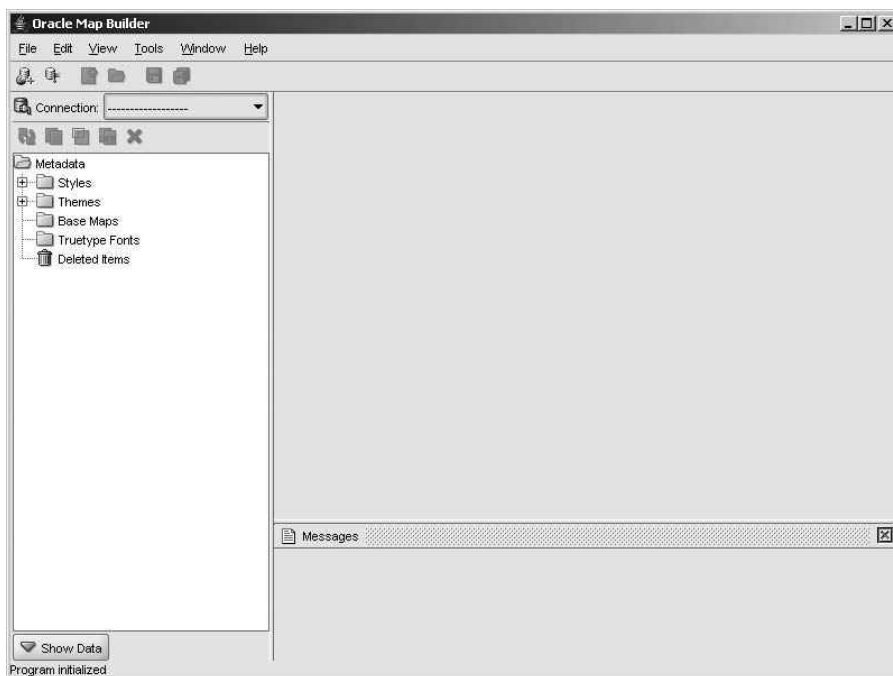 Oracle Map Builder
File Edit View Tools Window Help
Connection: ------------------
Metadata
Styles
Themes
Base Maps
Truetype Fonts
Deleted Items
Messages
Show Data
Program initialized